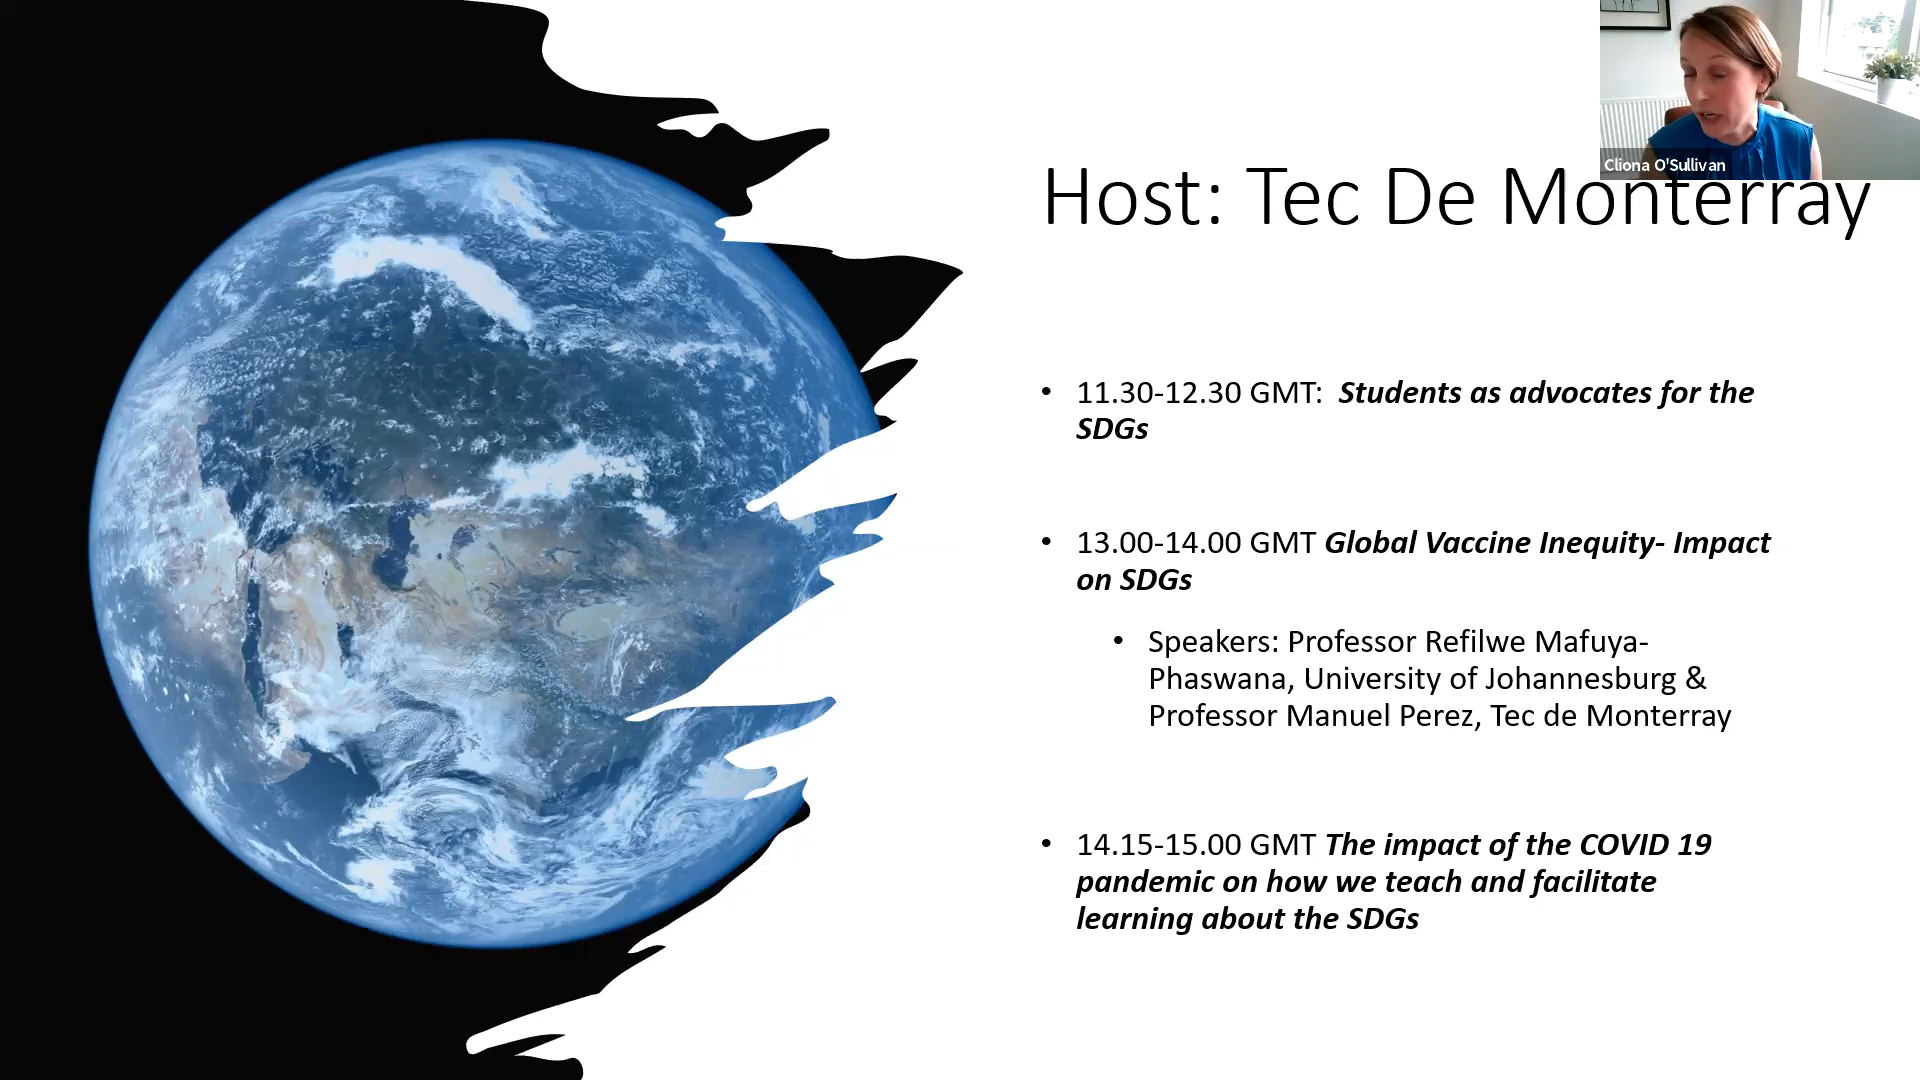 Cliona O'Sullivan
Host: Tec De Monterray
• 11.30-12.30 GMT: Students as advocates for the
SDGs
• 13.00-14.00 GMT Global Vaccine Inequity- Impact
on SDGs
• Speakers: Professor Refilwe Mafuya-
Phaswana, University of Johannesburg &
Professor Manuel Perez, Tec de Monterray
• 14.15-15.00 GMT The impact of the COVID 19
pandemic on how we teach and facilitate
learning about the SDGs